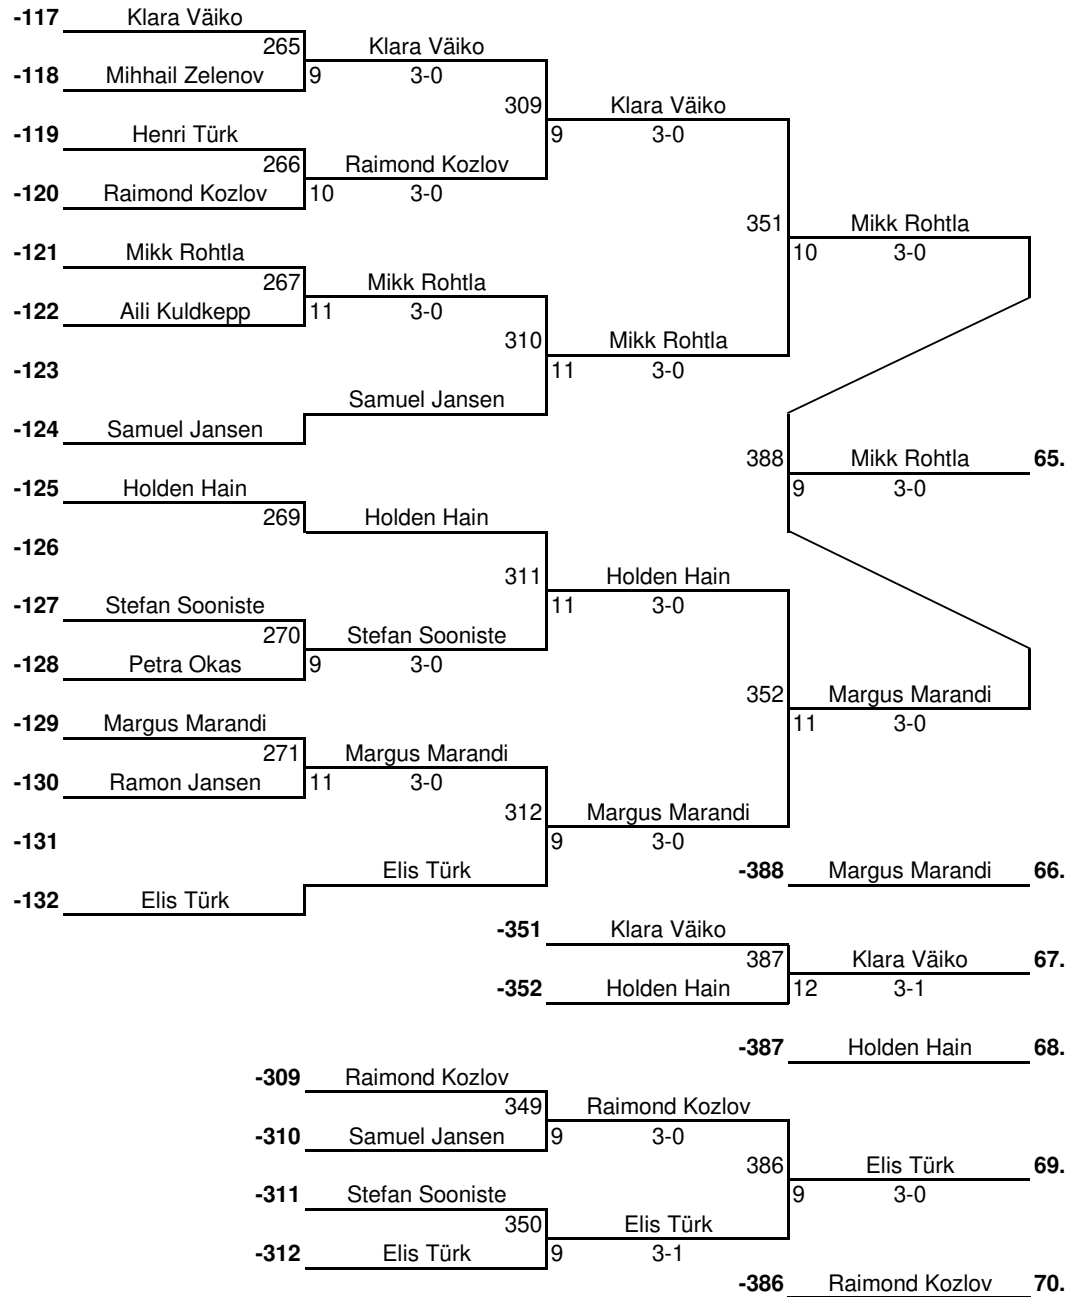 -117 Klara Väiko
265 Klara Väiko
-118 Mihhail Zelenov 9 3-0
309 Klara Väiko
-119 Henri Türk 9 3-0
266 Raimond Kozlov
-120 Raimond Kozlov 10 3-0
351 Mikk Rohtla
-121 Mikk Rohtla 10 3-0
267 Mikk Rohtla
-122 Aili Kuldkepp 11 3-0
310 Mikk Rohtla
-123 11 3-0
Samuel Jansen
-124 Samuel Jansen
388 Mikk Rohtla 65.
-125 Holden Hain 9 3-0
269 Holden Hain
-126
311 Holden Hain
-127 Stefan Sooniste 11 3-0
270 Stefan Sooniste
-128 Petra Okas 9 3-0
352 Margus Marandi
-129 Margus Marandi 11 3-0
271 Margus Marandi
-130 Ramon Jansen 11 3-0
312 Margus Marandi
-131 9 3-0
Elis Türk -388 Margus Marandi 66.
-132 Elis Türk
-351 Klara Väiko
387 Klara Väiko 67.
-352 Holden Hain 12 3-1
-387 Holden Hain 68.
-309 Raimond Kozlov
349 Raimond Kozlov
-310 Samuel Jansen 9 3-0
386 Elis Türk 69.
-311 Stefan Sooniste 9 3-0
350 Elis Türk
-312 Elis Türk 9 3-1
-386 Raimond Kozlov 70.